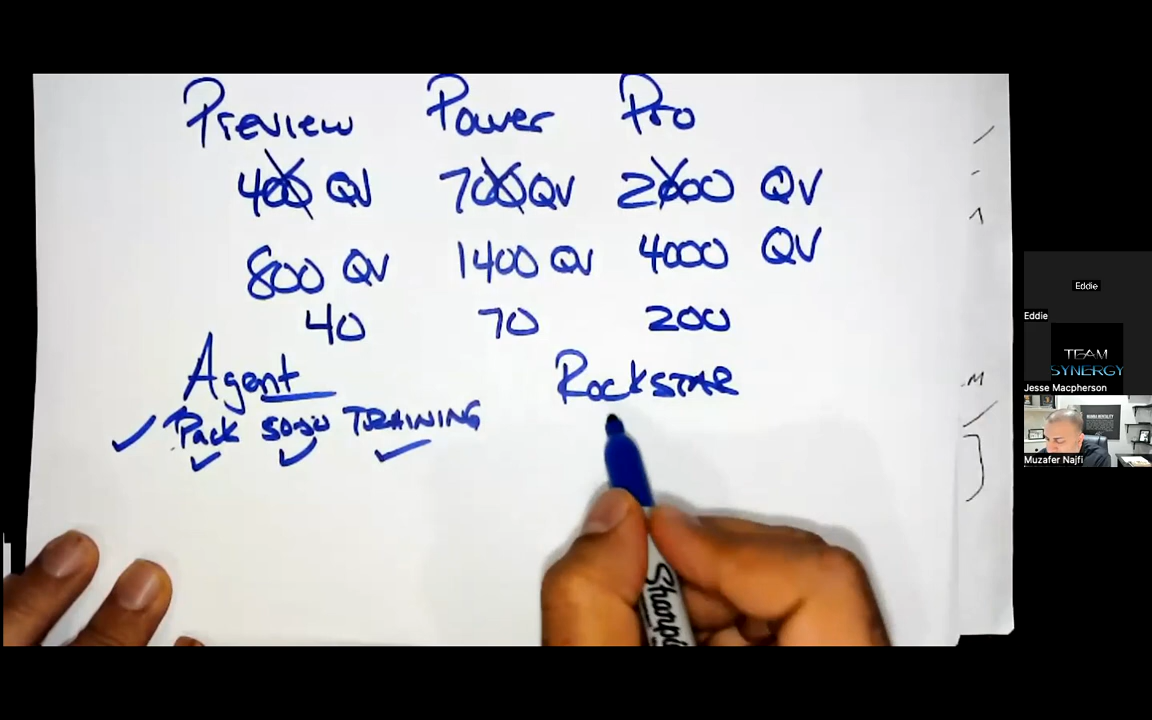 Preview Power Pro
400 QV 700 QV 2000 QV
800 QV 1400 QV 4000 QV
40 70 200
Agent ROCKSTAR
Pack TRAINING
Sharpie
Eddie
Eddie
TEAM
SYNERGY
Jesse Macpherson
Muzafer Najfi